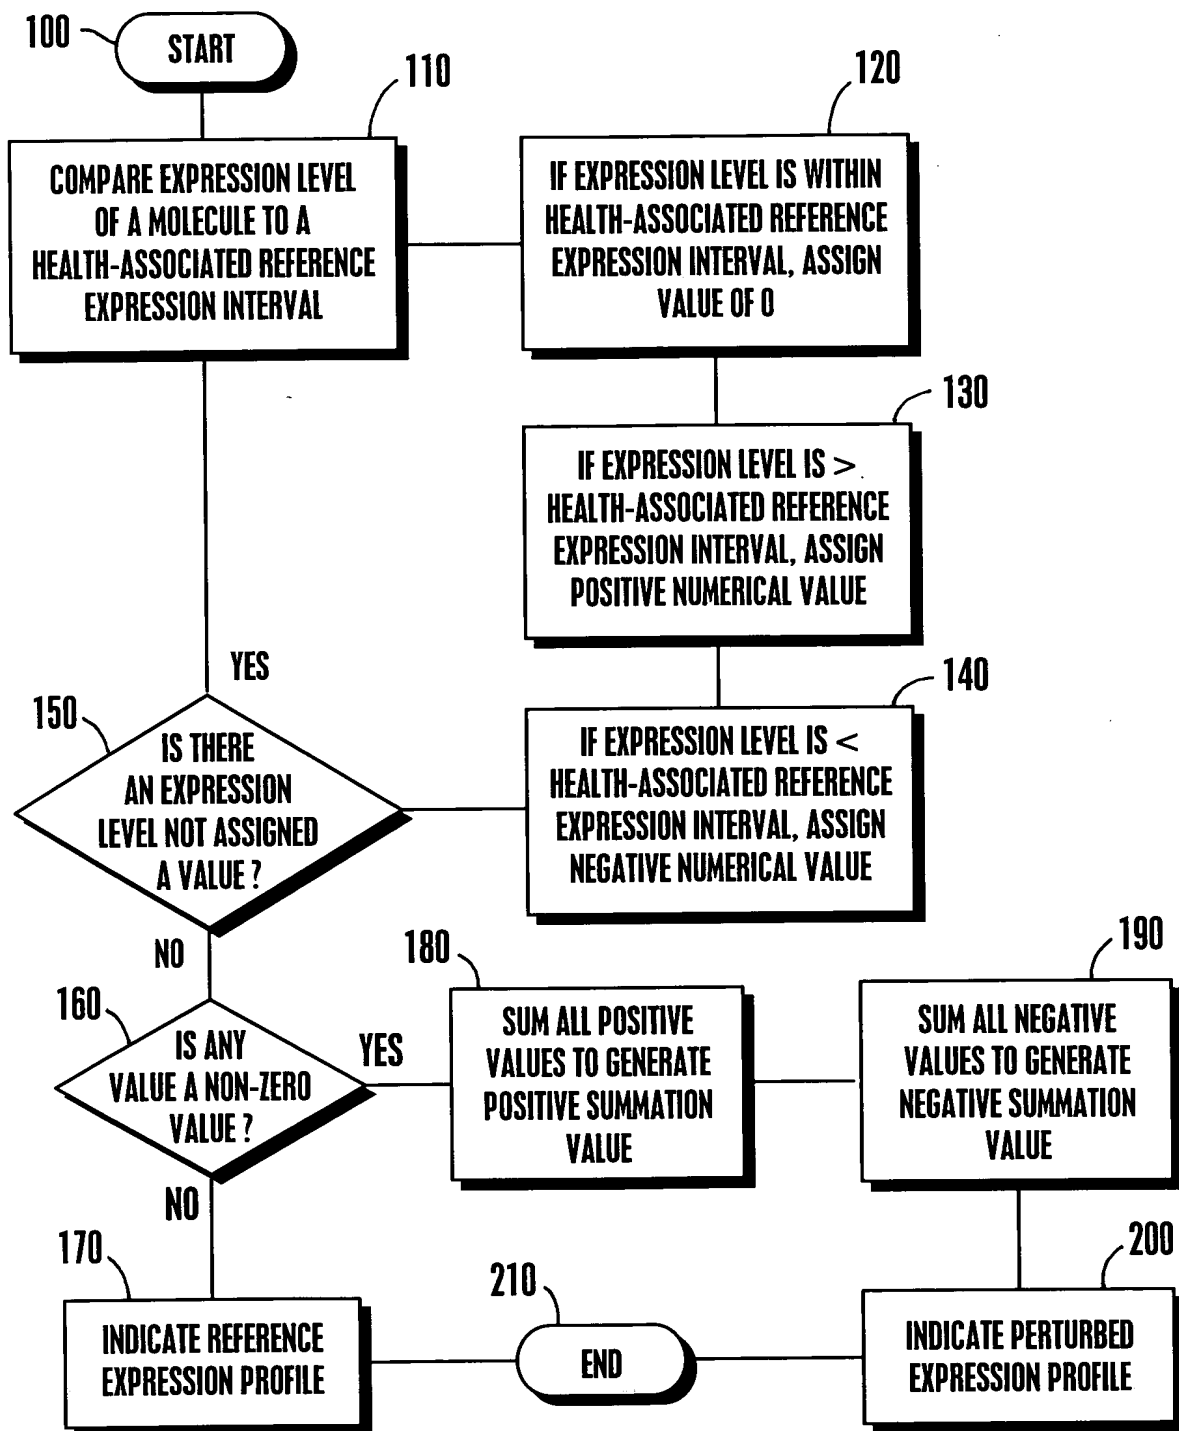 100
START
110
COMPARE EXPRESSION LEVEL
OF A MOLECULE TO A
HEALTH-ASSOCIATED REFERENCE
EXPRESSION INTERVAL
120
IF EXPRESSION LEVEL IS WITHIN
HEALTH-ASSOCIATED REFERENCE
EXPRESSION INTERVAL, ASSIGN
VALUE OF 0
130
IF EXPRESSION LEVEL IS >
HEALTH-ASSOCIATED REFERENCE
EXPRESSION INTERVAL, ASSIGN
POSITIVE NUMERICAL VALUE
140
IF EXPRESSION LEVEL IS <
HEALTH-ASSOCIATED REFERENCE
EXPRESSION INTERVAL, ASSIGN
NEGATIVE NUMERICAL VALUE
YES
150
IS THERE
AN EXPRESSION
LEVEL NOT ASSIGNED
A VALUE ?
NO
160
IS ANY
VALUE A NON-ZERO
VALUE ?
YES
180
SUM ALL POSITIVE
VALUES TO GENERATE
POSITIVE SUMMATION
VALUE
190
SUM ALL NEGATIVE
VALUES TO GENERATE
NEGATIVE SUMMATION
VALUE
NO
170
INDICATE REFERENCE
EXPRESSION PROFILE
210
END
200
INDICATE PERTURBED
EXPRESSION PROFILE